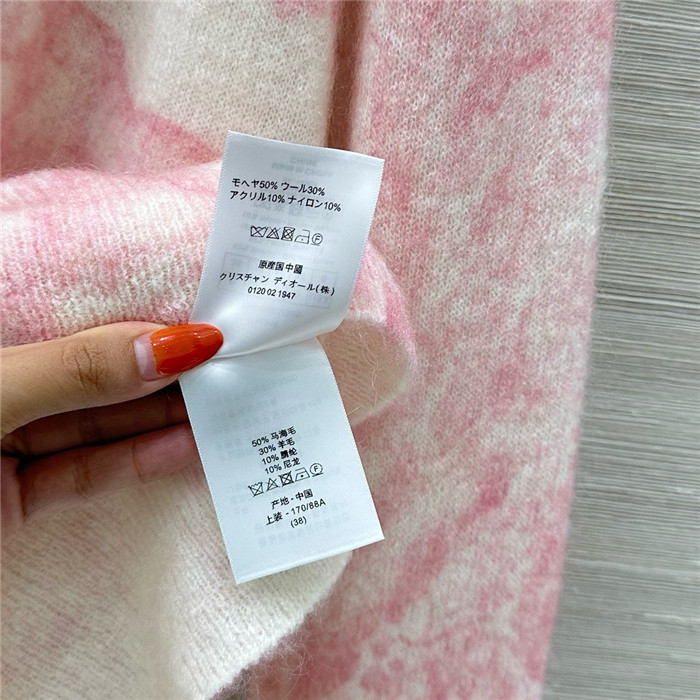 モヘヤ50% ウール30%
アクリル10% ナイロン10%
原産国中國
クリスチャン ディオール(株)
0120 02 1947
50% 马海毛
30% 羊毛
10% 腈纶
10% 尼龙
产地 - 中国
上装 - 170/88A
(38)